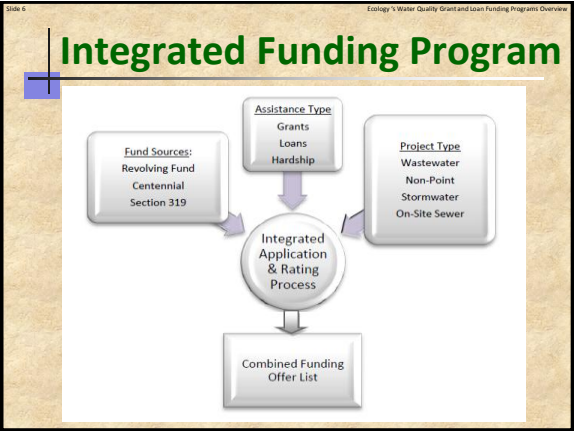 Slide 6
Ecology 's Water Quality Grant and Loan Funding Programs Overview
Integrated Funding Program
Fund Sources:
Revolving Fund
Centennial
Section 319
Assistance Type
Grants
Loans
Hardship
Project Type
Wastewater
Non-Point
Stormwater
On-Site Sewer
Integrated
Application
& Rating
Process
Combined Funding
Offer List